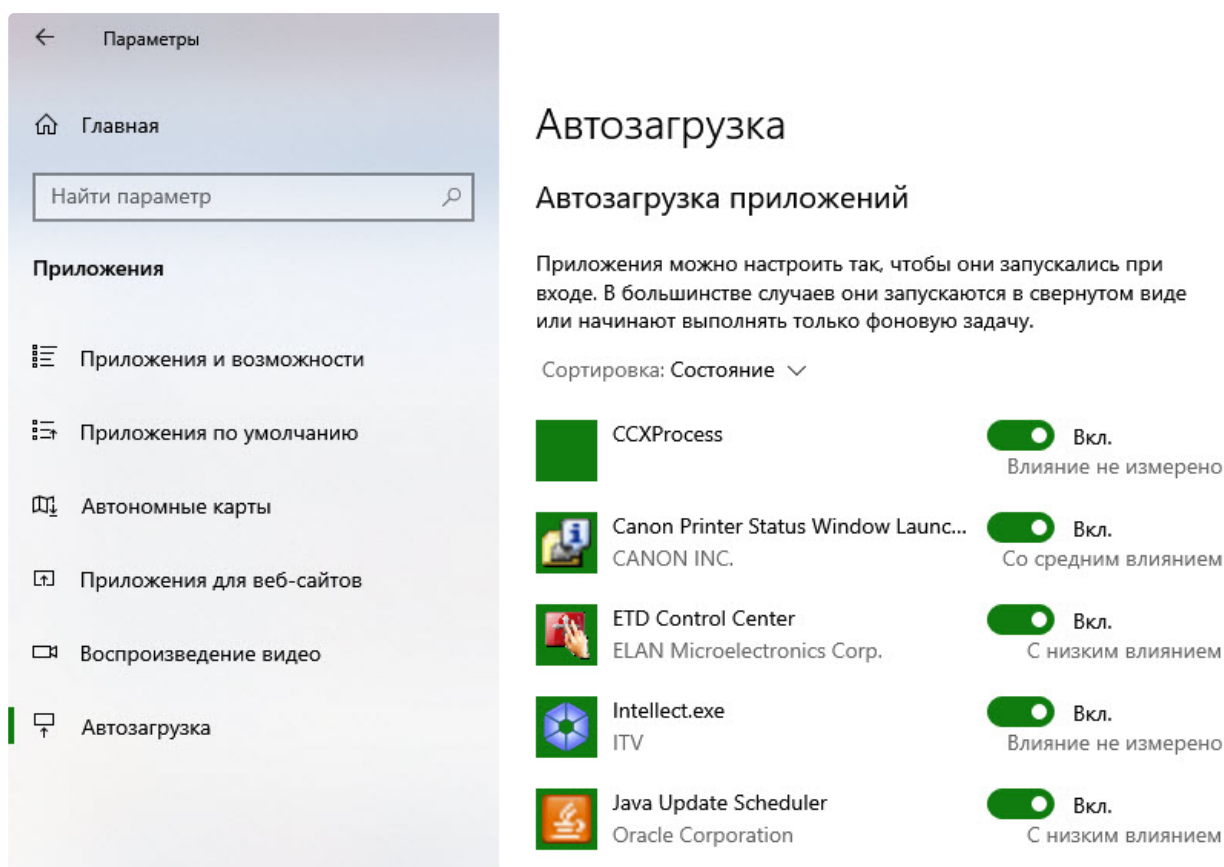 Параметры
Главная
Найти параметр
Приложения
Приложения и возможности
Приложения по умолчанию
Автономные карты
Приложения для веб-сайтов
Воспроизведение видео
Автозагрузка
Автозагрузка
Автозагрузка приложений
Приложения можно настроить так, чтобы они запускались при
входе. В большинстве случаев они запускаются в свернутом виде
или начинают выполнять только фоновую задачу.
Сортировка: Состояние
CCXProcess
Вкл.
Влияние не измерено
Canon Printer Status Window Launc...
Вкл.
CANON INC.
Со средним влиянием
ETD Control Center
Вкл.
ELAN Microelectronics Corp.
С низким влиянием
Intellect.exe
Вкл.
ITV
Влияние не измерено
Java Update Scheduler
Вкл.
Oracle Corporation
С низким влиянием